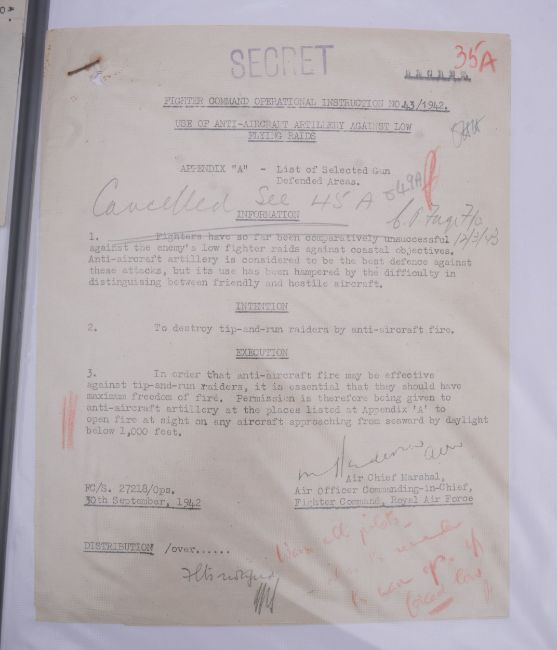 SECRET
35A
SECRET
FIGHTER COMMAND OPERATIONAL INSTRUCTION NO.43/1942.
USE OF ANTI-AIRCRAFT ARTILLERY AGAINST LOW
FLYING RAIDS
APPENDIX "A" - List of Selected Gun
Defended Areas.
Cancelled See 45A & 49A
INFORMATION
12/3/43
1. Fighters have so far been comparatively unsuccessful
against the enemy's low fighter raids against coastal objectives.
Anti-aircraft artillery is considered to be the best defence against
these attacks, but its use has been hampered by the difficulty in
distinguishing between friendly and hostile aircraft.
INTENTION
2. To destroy tip-and-run raiders by anti-aircraft fire.
EXECUTION
3. In order that anti-aircraft fire may be effective
against tip-and-run raiders, it is essential that they should have
maximum freedom of fire. Permission is therefore being given to
anti-aircraft artillery at the places listed at Appendix 'A' to
open fire at sight on any aircraft approaching from seaward by daylight
below 1,000 feet.
Air Chief Marshal,
Air Officer Commanding-in-Chief,
Fighter Command, Royal Air Force
FC/S. 27218/Ops.
30th September, 1942
DISTRIBUTION /over......
Warn all pilots